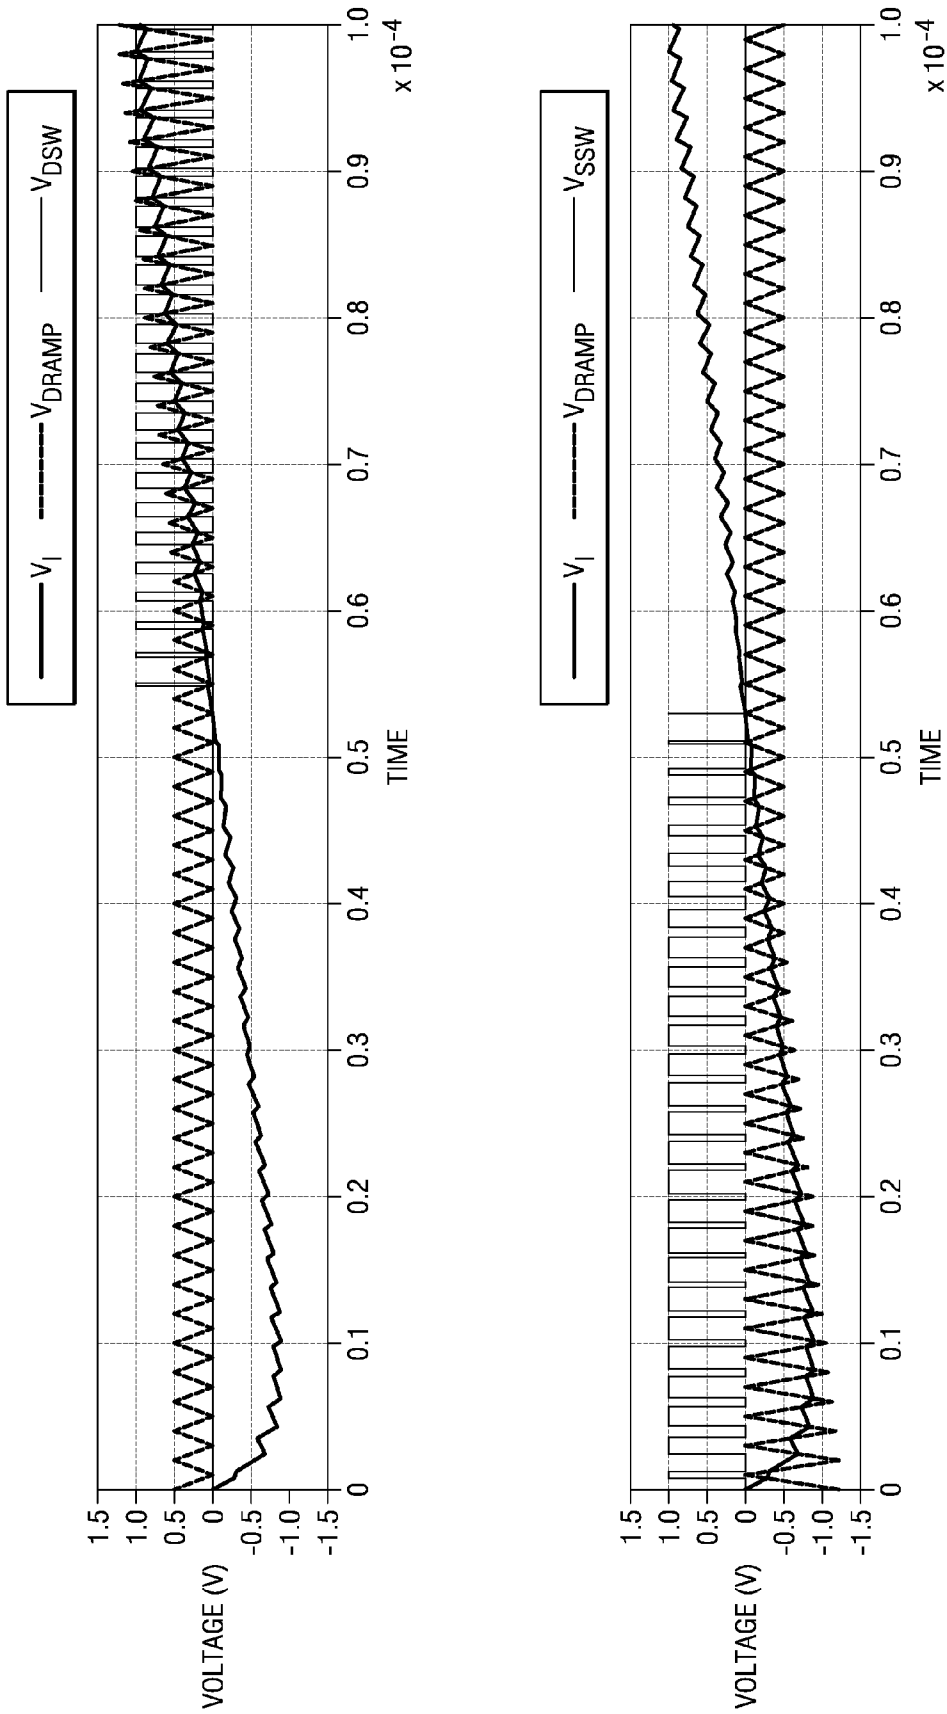 V_I V_DRAMP V_DSW
VOLTAGE (V)
1.5
1.0
0.5
0
-0.5
-1.0
-1.5
0 0.1 0.2 0.3 0.4 0.5 0.6 0.7 0.8 0.9 1.0
x 10^-4
TIME
V_I V_DRAMP V_SSW
VOLTAGE (V)
1.5
1.0
0.5
0
-0.5
-1.0
-1.5
0 0.1 0.2 0.3 0.4 0.5 0.6 0.7 0.8 0.9 1.0
x 10^-4
TIME